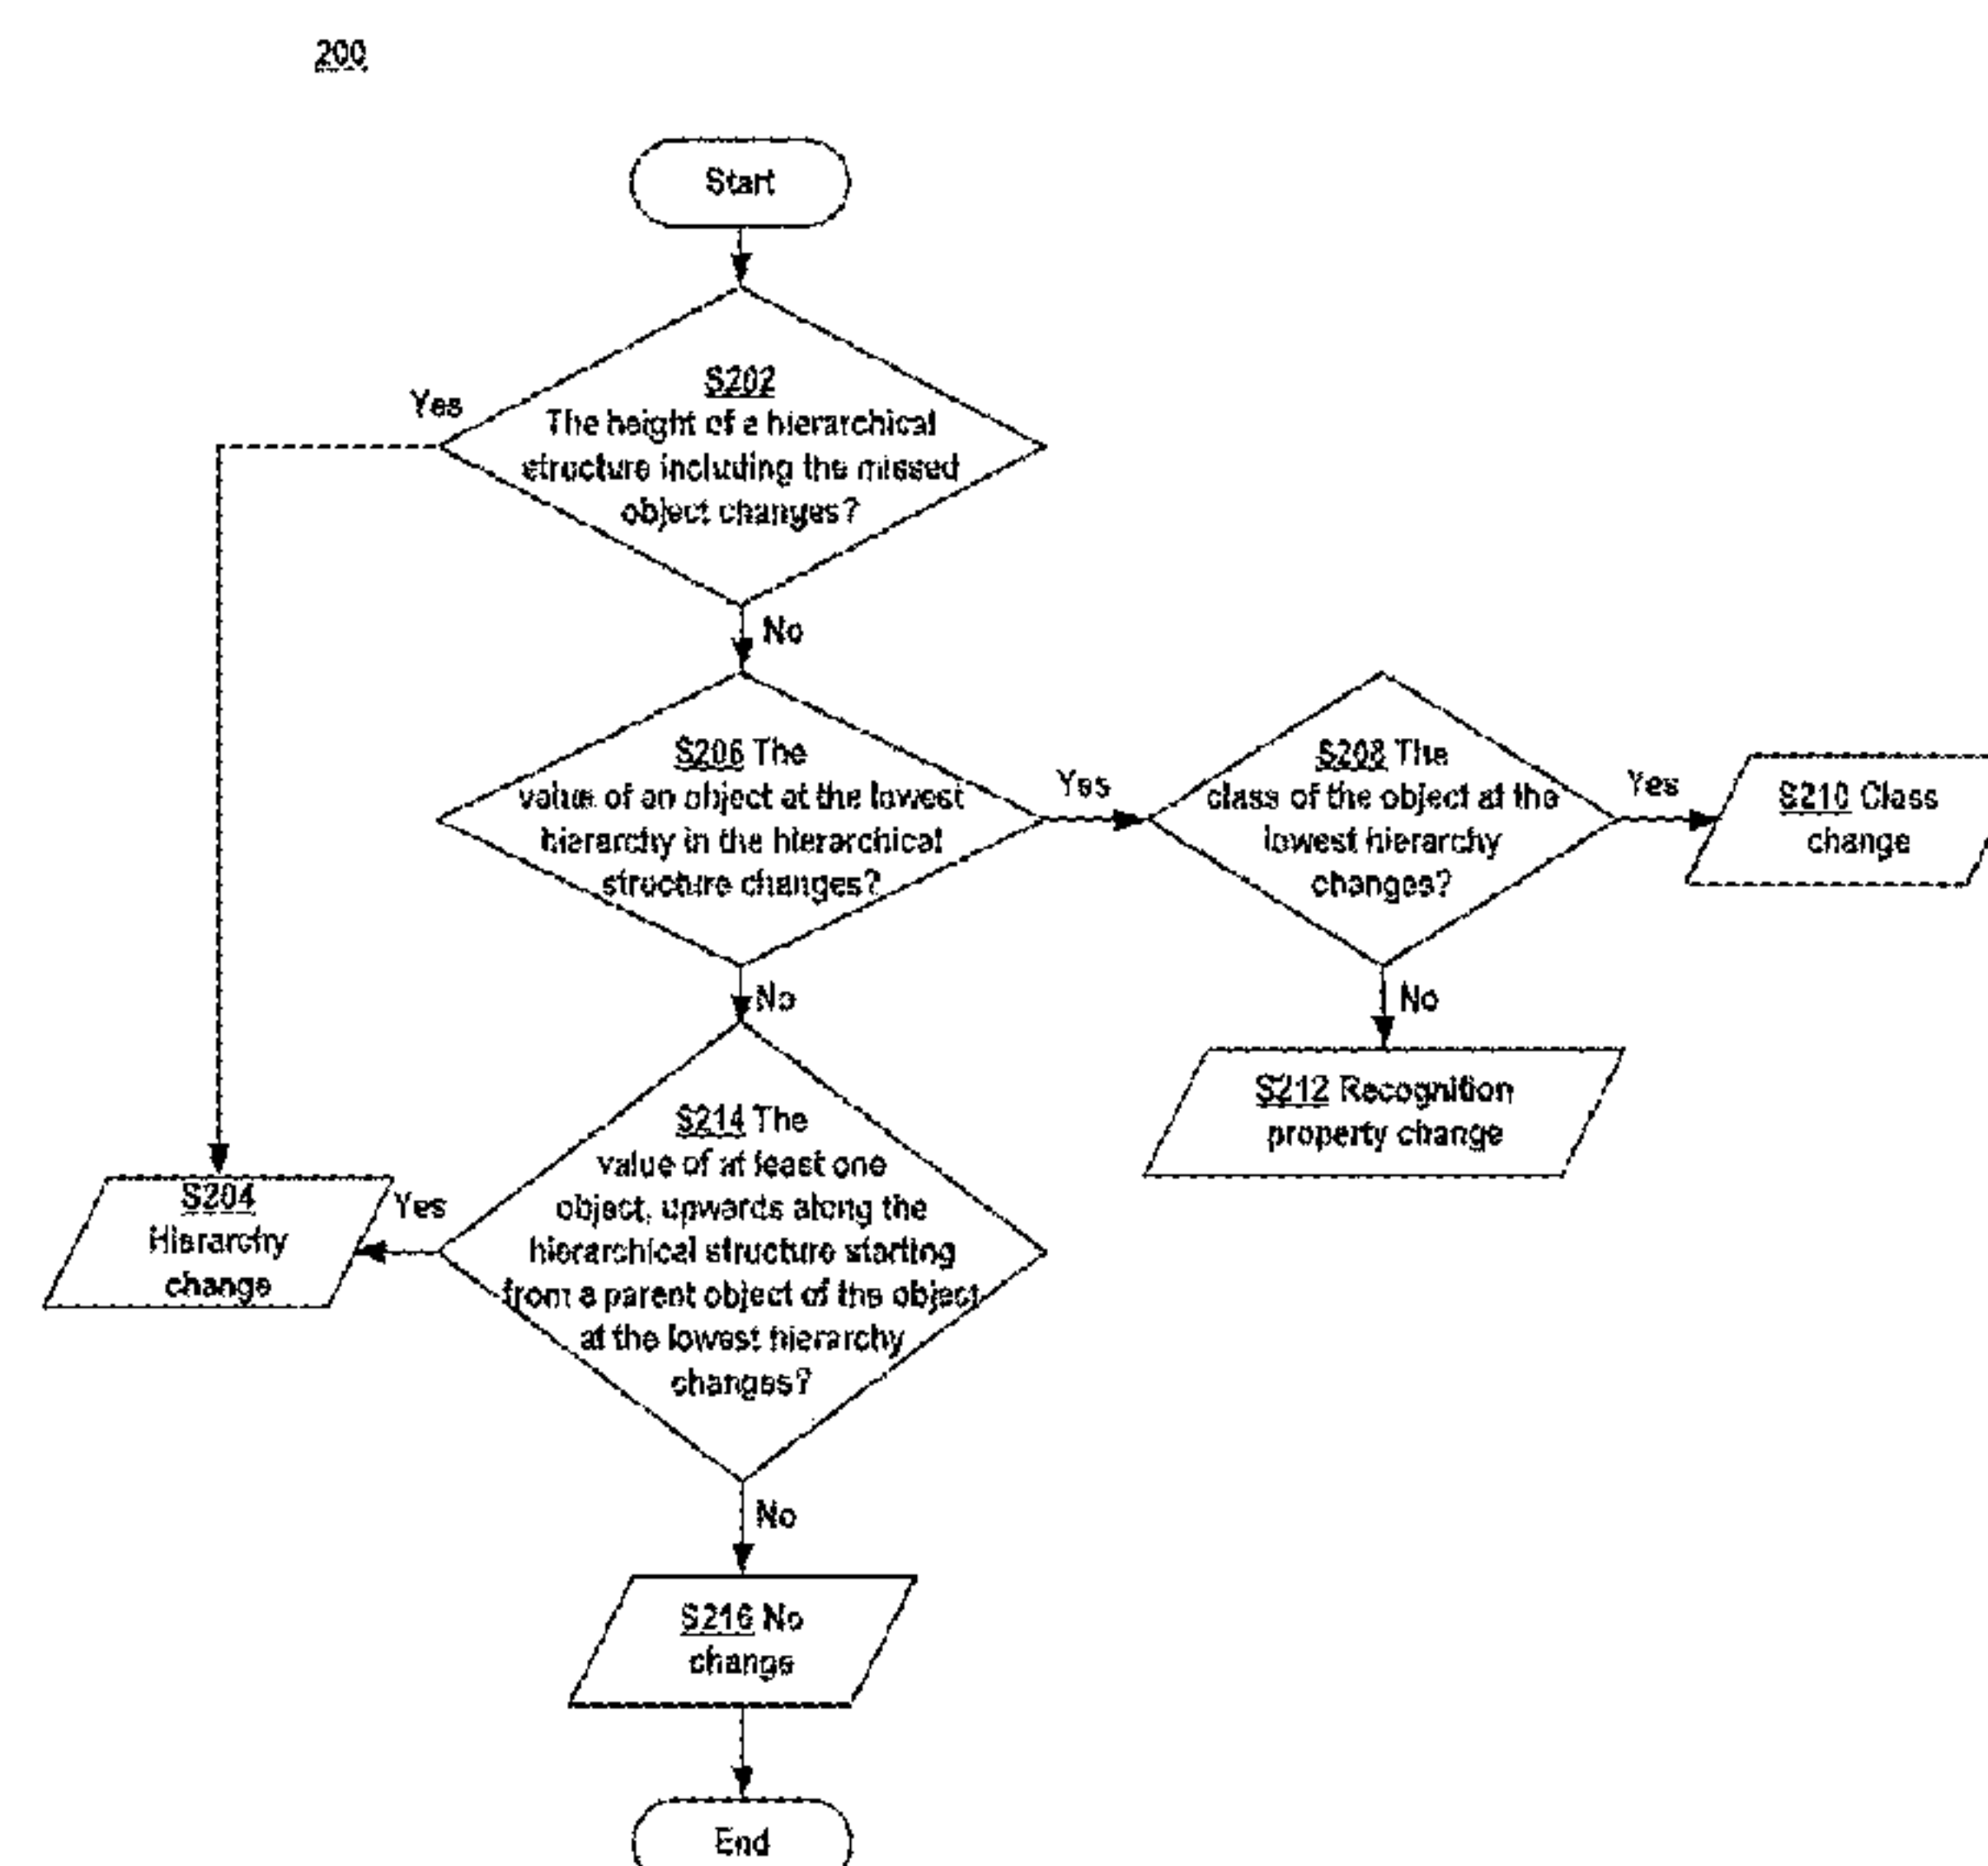 200
Start
Yes
S202
The height of a hierarchical
structure including the missed
object changes?
No
S206 The
value of an object at the lowest
hierarchy in the hierarchical
structure changes?
Yes
S208 The
class of the object at the
lowest hierarchy
changes?
Yes
S210 Class
change
No
S212 Recognition
property change
No
S214 The
value of at least one
object, upwards along the
hierarchical structure starting
from a parent object of the object
at the lowest hierarchy
changes?
Yes
S204
Hierarchy
change
No
S216 No
change
End